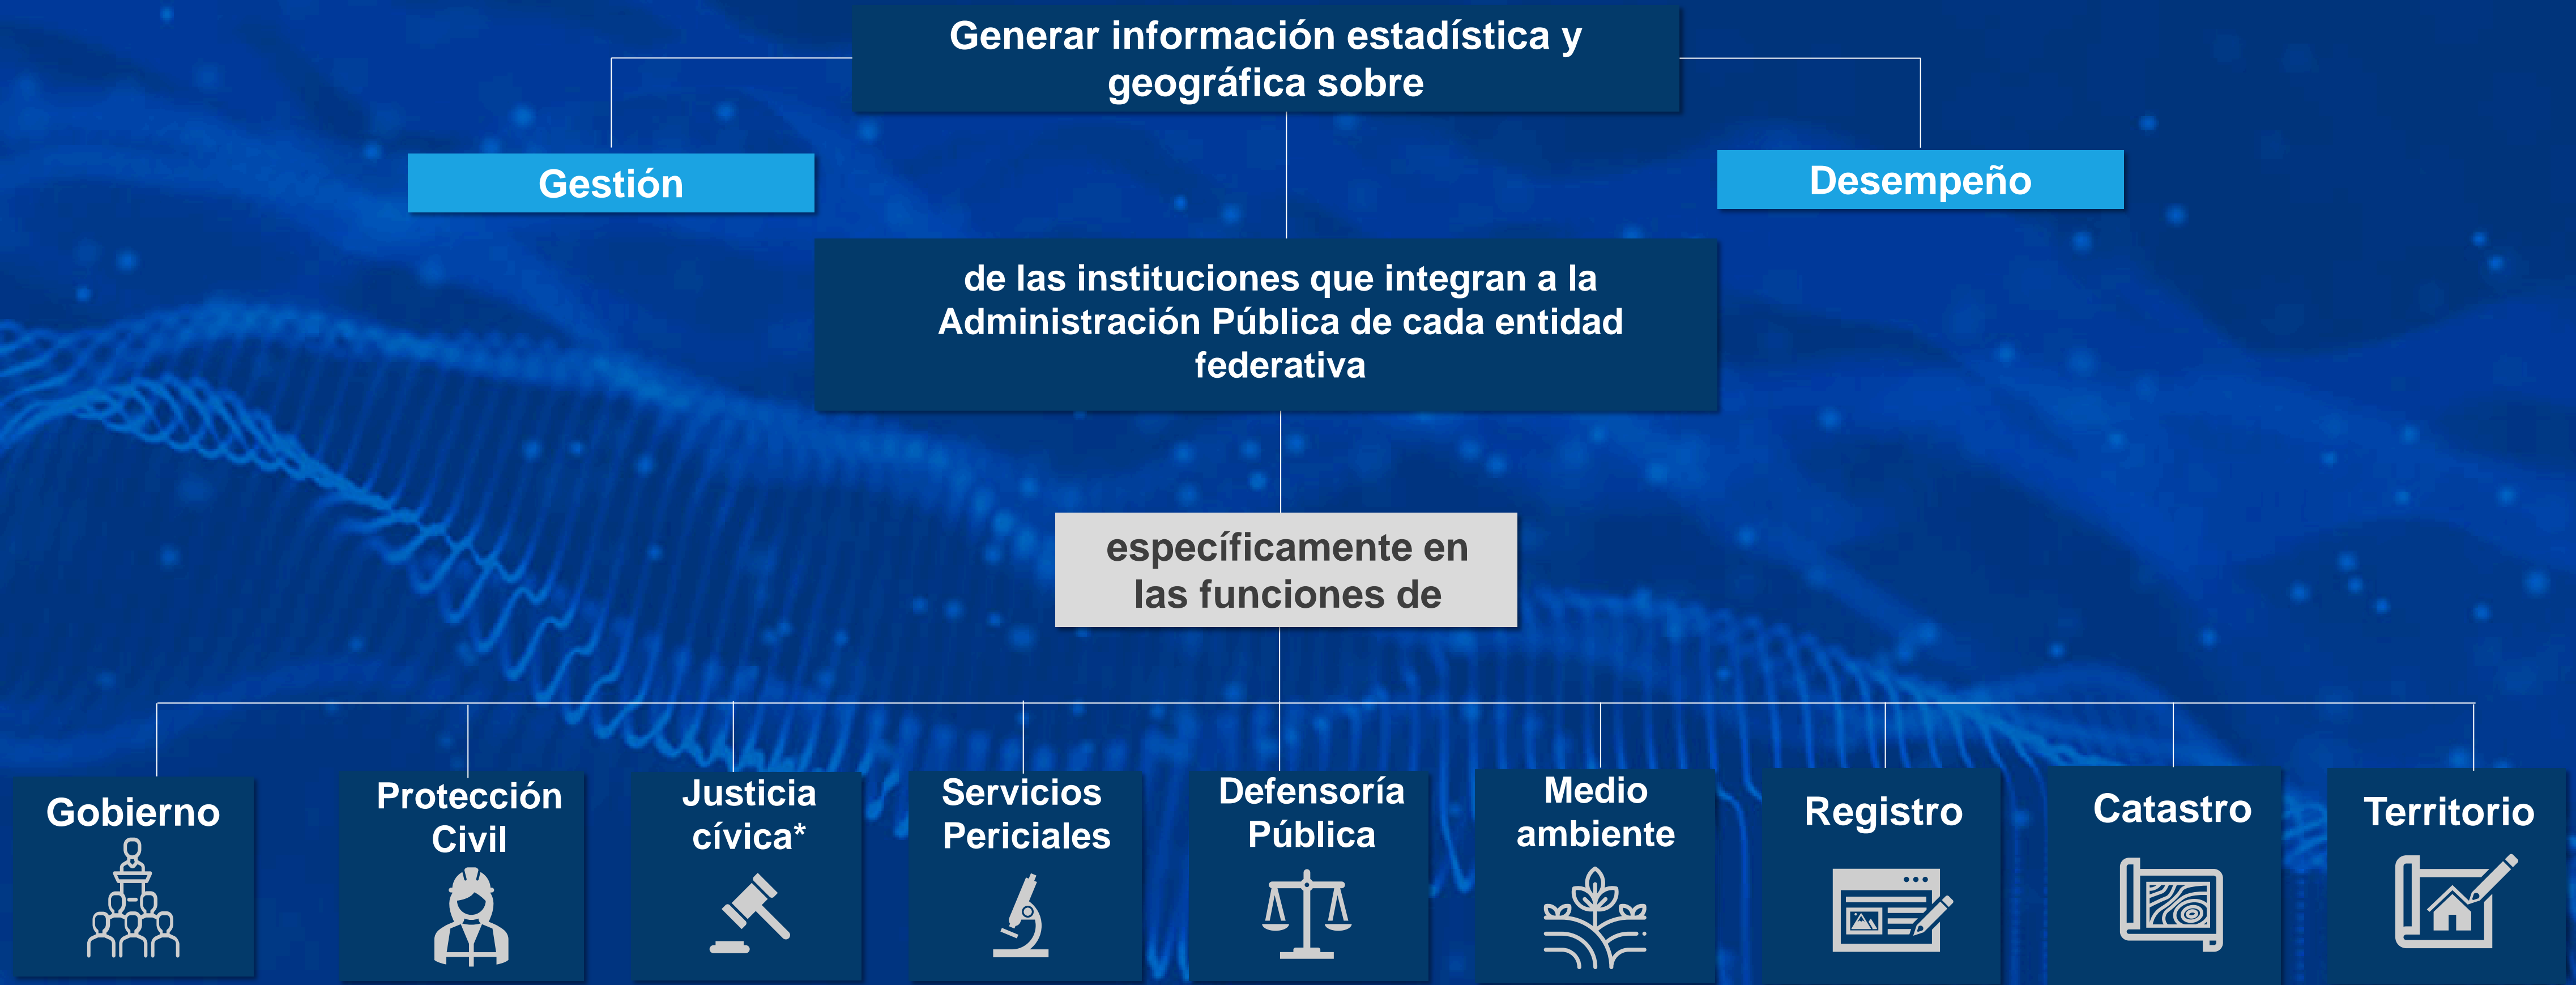 Generar información estadística y
geográfica sobre
Gestión
Desempeño
de las instituciones que integran a la
Administración Pública de cada entidad
federativa
específicamente en
las funciones de
Gobierno
Protección
Civil
Justicia
cívica*
Servicios
Periciales
Defensoría
Pública
Medio
ambiente
Registro
Catastro
Territorio